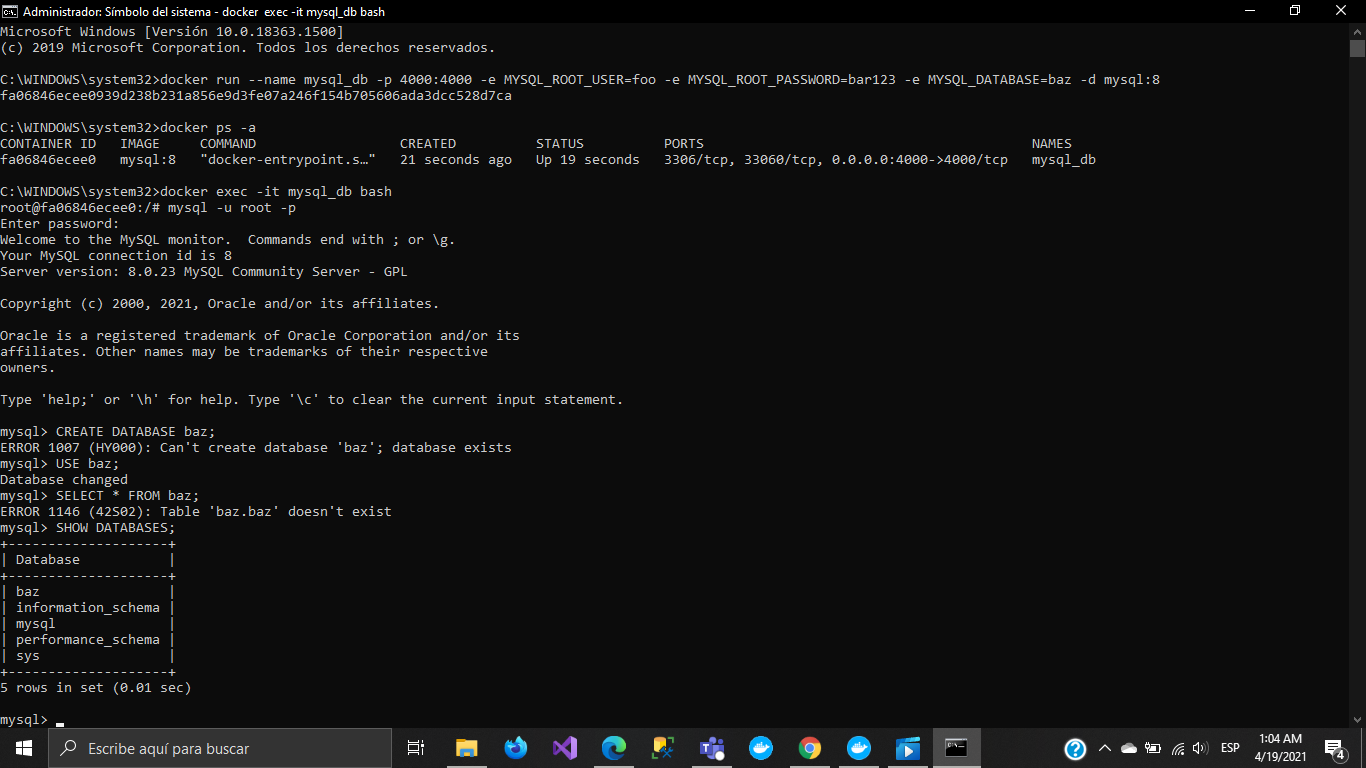 Administrador: Símbolo del sistema - docker  exec -it mysql_db bash
Microsoft Windows [Versión 10.0.18363.1500]
(c) 2019 Microsoft Corporation. Todos los derechos reservados.
C:\WINDOWS\system32>docker run --name mysql_db -p 4000:4000 -e MYSQL_ROOT_USER=foo -e MYSQL_ROOT_PASSWORD=bar123 -e MYSQL_DATABASE=baz -d mysql:8
fa06846ecee0939d238b231a856e9d3fe07a246f154b705606ada3dcc528d7ca
C:\WINDOWS\system32>docker ps -a
CONTAINER ID   IMAGE     COMMAND                  CREATED          STATUS          PORTS                                         NAMES
fa06846ecee0   mysql:8   "docker-entrypoint.s…"   21 seconds ago   Up 19 seconds   3306/tcp, 33060/tcp, 0.0.0.0:4000->4000/tcp   mysql_db
C:\WINDOWS\system32>docker exec -it mysql_db bash
root@fa06846ecee0:/# mysql -u root -p
Enter password:
Welcome to the MySQL monitor.  Commands end with ; or \g.
Your MySQL connection id is 8
Server version: 8.0.23 MySQL Community Server - GPL
Copyright (c) 2000, 2021, Oracle and/or its affiliates.
Oracle is a registered trademark of Oracle Corporation and/or its
affiliates. Other names may be trademarks of their respective
owners.
Type 'help;' or '\h' for help. Type '\c' to clear the current input statement.
mysql> CREATE DATABASE baz;
ERROR 1007 (HY000): Can't create database 'baz'; database exists
mysql> USE baz;
Database changed
mysql> SELECT * FROM baz;
ERROR 1146 (42S02): Table 'baz.baz' doesn't exist
mysql> SHOW DATABASES;
+--------------------+
| Database           |
+--------------------+
| baz                |
| information_schema |
| mysql              |
| performance_schema |
| sys                |
+--------------------+
5 rows in set (0.01 sec)
mysql>
Escribe aquí para buscar
ESP
1:04 AM
4/19/2021
4